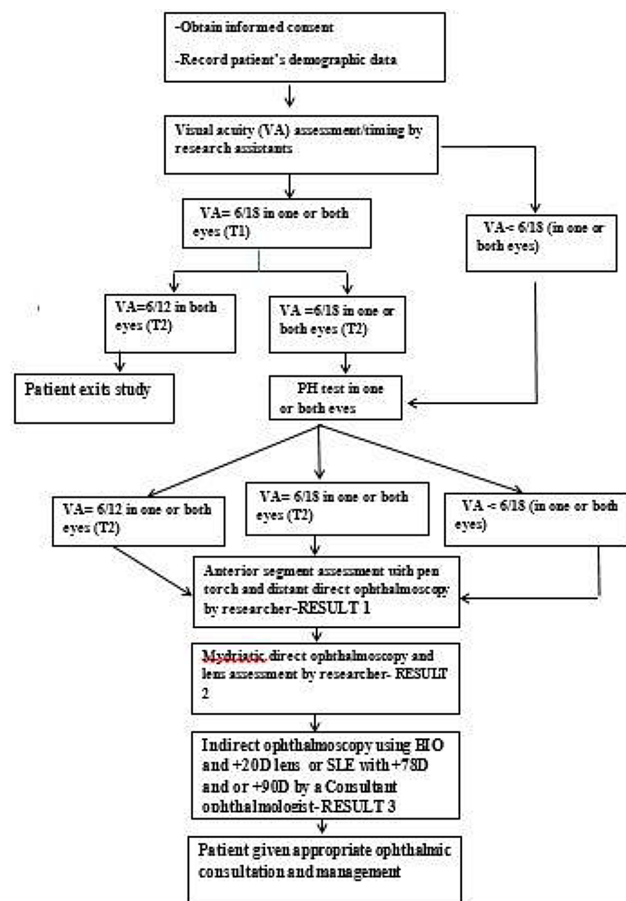 -Obtain informed consent
-Record patient's demographic data
Visual acuity (VA) assessment/timing by
research assistants
VA= 6/18 in one or both
eyes (T1)
VA< 6/18 (in one or
both eyes)
VA=6/12 in both
eyes (T2)
VA =6/18 in one or
both eyes (T2)
Patient exits study
PH test in one
or both eyes
VA= 6/12 in one or both
eyes (T2)
VA= 6/18 in one or both
eyes (T2)
VA < 6/18 (in one or both
eyes)
Anterior segment assessment with pen
torch and distant direct ophthalmoscopy
by researcher-RESULT 1
Mydriatic direct ophthalmoscopy and
lens assessment by researcher- RESULT
2
Indirect ophthalmoscopy using BIO
and +20D lens or SLE with +78D
and or +90D by a Consultant
ophthalmologist-RESULT 3
Patient given appropriate ophthalmic
consultation and management